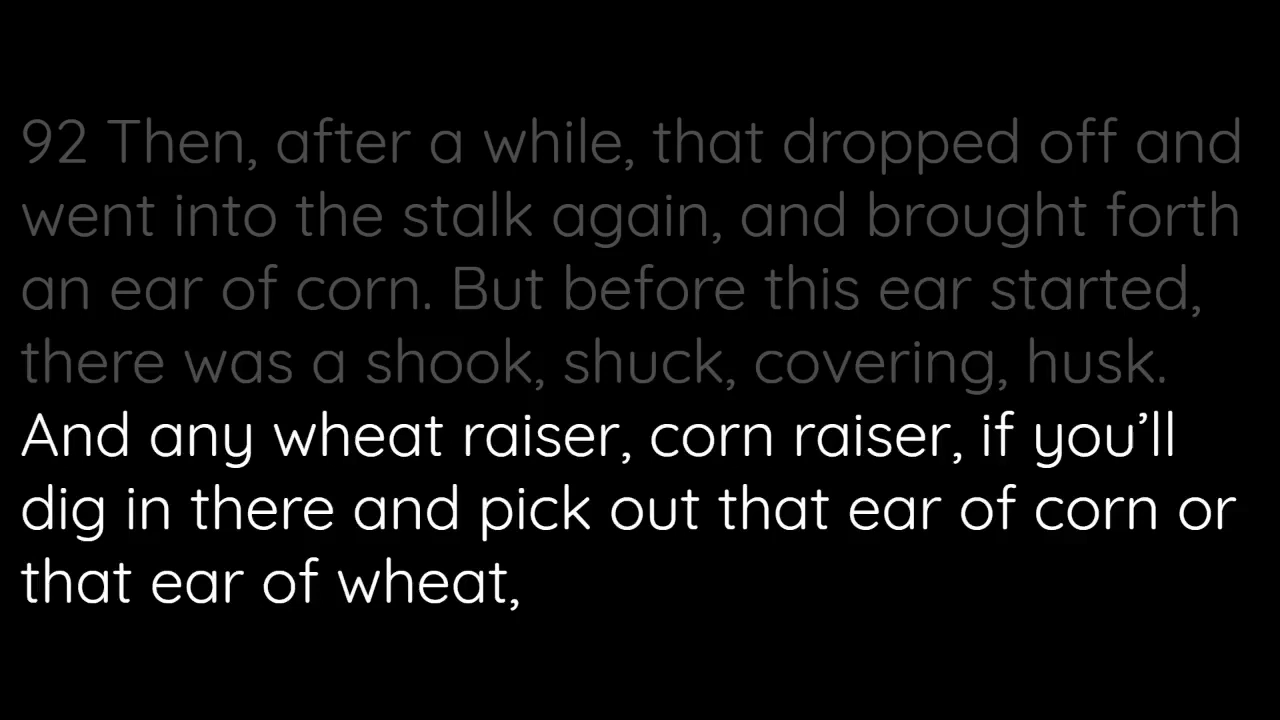 92 Then, after a while, that dropped off and
went into the stalk again, and brought forth
an ear of corn. But before this ear started,
there was a shook, shuck, covering, husk.
And any wheat raiser, corn raiser, if you’ll
dig in there and pick out that ear of corn or
that ear of wheat,